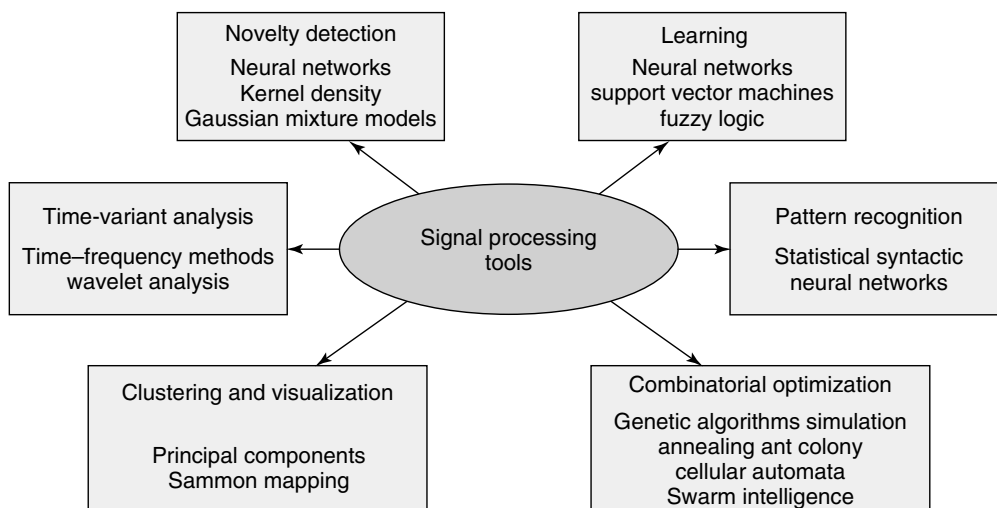 Novelty detection
Neural networks
Kernel density
Gaussian mixture models
Learning
Neural networks
support vector machines
fuzzy logic
Time-variant analysis
Time–frequency methods
wavelet analysis
Signal processing
tools
Pattern recognition
Statistical syntactic
neural networks
Clustering and visualization
Principal components
Sammon mapping
Combinatorial optimization
Genetic algorithms simulation
annealing ant colony
cellular automata
Swarm intelligence